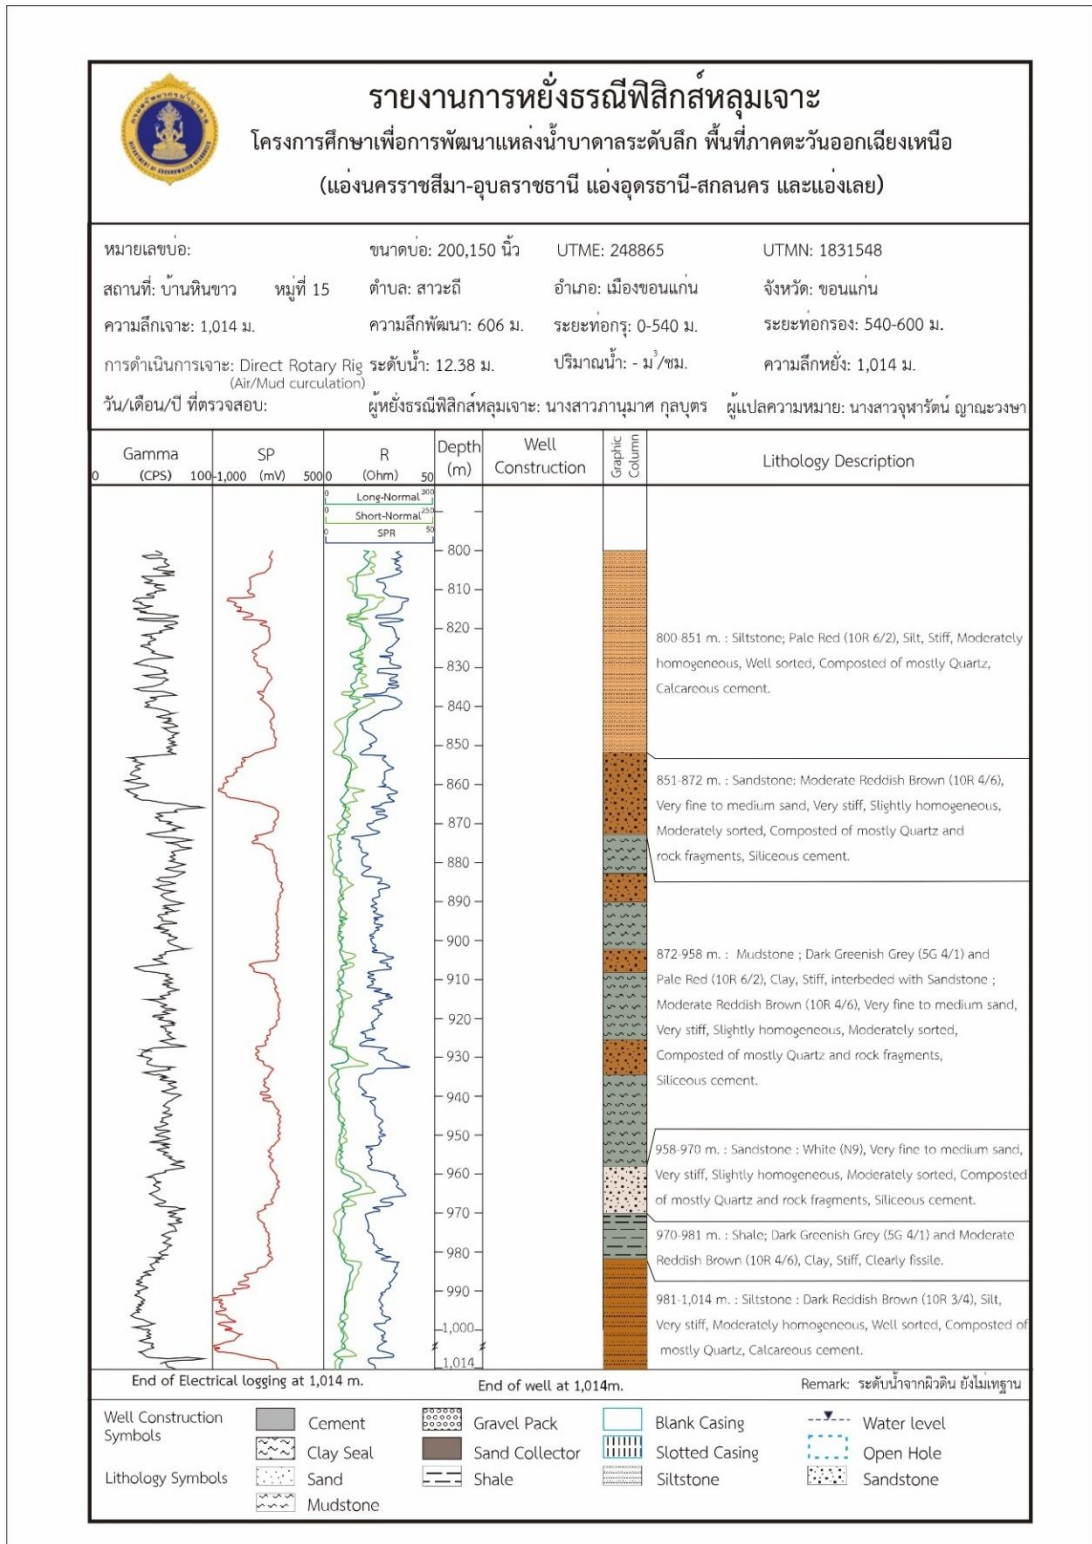 รายงานการหยั่งธรณีฟิสิกส์หลุมเจาะ
โครงการศึกษาเพื่อการพัฒนาแหล่งน้ำบาดาลระดับลึก พื้นที่ภาคตะวันออกเฉียงเหนือ
(แอ่งนครราชสีมา-อุบลราชธานี แอ่งอุดรธานี-สกลนคร และแอ่งเลย)
หมายเลขบ่อ: ขนาดบ่อ: 200,150 นิ้ว UTME: 248865 UTMN: 1831548
สถานที่: บ้านหินขาว หมู่ที่ 15 ตำบล: สาวะถี อำเภอ: เมืองขอนแก่น จังหวัด: ขอนแก่น
ความลึกเจาะ: 1,014 ม. ความลึกพัฒนา: 606 ม. ระยะท่อกรุ: 0-540 ม. ระยะท่อกรอง: 540-600 ม.
การดำเนินการเจาะ: Direct Rotary Rig ระดับน้ำ: 12.38 ม. ปริมาณน้ำ: - ม³/ชม. ความลึกหยั่ง: 1,014 ม.
(Air/Mud curculation)
วัน/เดือน/ปี ที่ตรวจสอบ: ผู้หยั่งธรณีฟิสิกส์หลุมเจาะ: นางสาวภานุมาศ กุลบุตร ผู้แปลความหมาย: นางสาวจุฬารัตน์ ญาณะวงษา
Gamma SP R Depth Well Graphic Column Lithology Description
0 (CPS) 100 -1,000 (mv) 500 0 (Ohm) 50 (m) Construction
0 Long-Normal 200
0 Short-Normal 250
0 SPR 50
800
810
820
830
840
850
860
870
880
890
900
910
920
930
940
950
960
970
980
990
1,000
1,014
800-851 m. : Siltstone; Pale Red (10R 6/2), Silt, Stiff, Moderately
homogeneous, Well sorted, Composted of mostly Quartz,
Calcareous cement.
851-872 m. : Sandstone: Moderate Reddish Brown (10R 4/6),
Very fine to medium sand, Very stiff, Slightly homogeneous,
Moderately sorted, Composted of mostly Quartz and
rock fragments, Siliceous cement.
872-958 m. : Mudstone ; Dark Greenish Grey (5G 4/1) and
Pale Red (10R 6/2), Clay, Stiff, interbeded with Sandstone ;
Moderate Reddish Brown (10R 4/6), Very fine to medium sand,
Very stiff, Slightly homogeneous, Moderately sorted,
Composted of mostly Quartz and rock fragments,
Siliceous cement.
958-970 m. : Sandstone : White (N9), Very fine to medium sand,
Very stiff, Slightly homogeneous, Moderately sorted, Composted
of mostly Quartz and rock fragments, Siliceous cement.
970-981 m. : Shale; Dark Greenish Grey (5G 4/1) and Moderate
Reddish Brown (10R 4/6), Clay, Stiff, Clearly fissile.
981-1,014 m. : Siltstone : Dark Reddish Brown (10R 3/4), Silt,
Very stiff, Moderately homogeneous, Well sorted, Composted of
mostly Quartz, Calcareous cement.
End of Electrical logging at 1,014 m. End of well at 1,014m. Remark: ระดับน้ำจากผิวดิน ยังไม่เทฐาน
Well Construction Symbols Cement Gravel Pack Blank Casing Water level
Clay Seal Sand Collector Slotted Casing Open Hole
Lithology Symbols Sand Shale Siltstone Sandstone
Mudstone